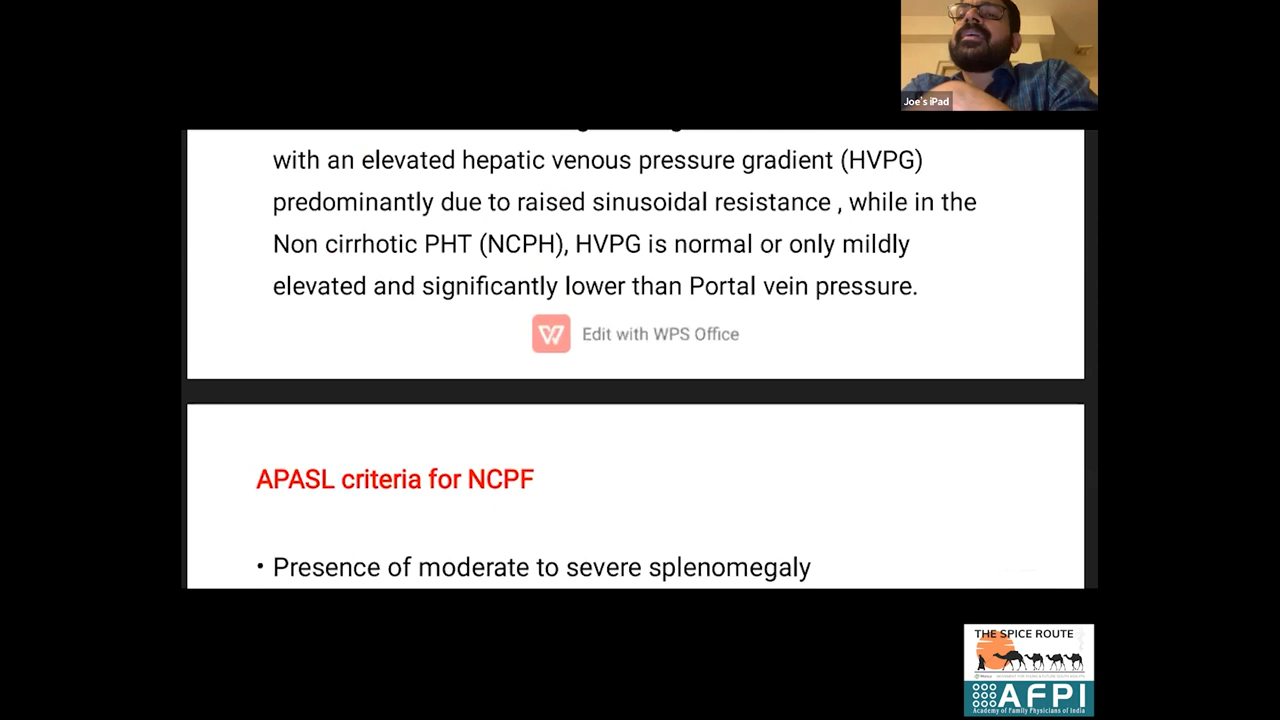 Joe's iPad
with an elevated hepatic venous pressure gradient (HVPG)
predominantly due to raised sinusoidal resistance , while in the
Non cirrhotic PHT (NCPH), HVPG is normal or only mildly
elevated and significantly lower than Portal vein pressure.
Edit with WPS Office
APASL criteria for NCPF
• Presence of moderate to severe splenomegaly
THE SPICE ROUTE
AFPI
Academy of Family Physicians of India